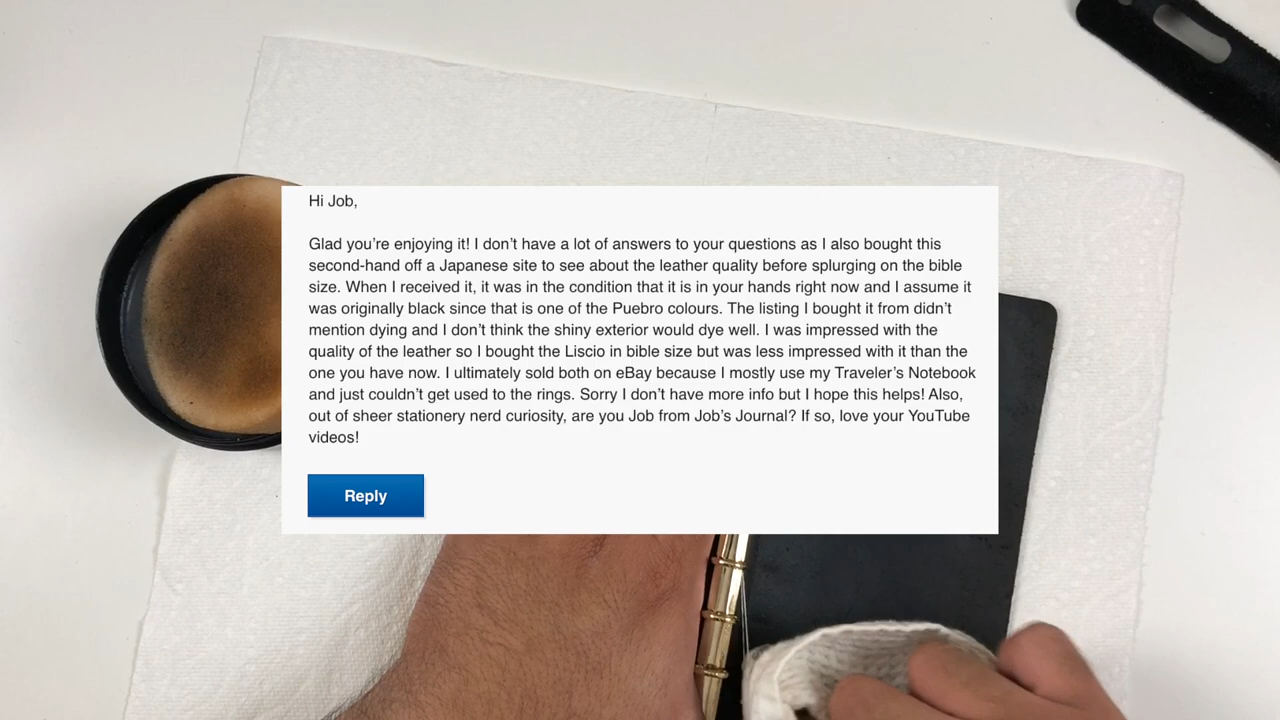 Hi Job,
Glad you’re enjoying it! I don’t have a lot of answers to your questions as I also bought this
second-hand off a Japanese site to see about the leather quality before splurging on the bible
size. When I received it, it was in the condition that it is in your hands right now and I assume it
was originally black since that is one of the Puebro colours. The listing I bought it from didn’t
mention dying and I don’t think the shiny exterior would dye well. I was impressed with the
quality of the leather so I bought the Liscio in bible size but was less impressed with it than the
one you have now. I ultimately sold both on eBay because I mostly use my Traveler’s Notebook
and just couldn’t get used to the rings. Sorry I don’t have more info but I hope this helps! Also,
out of sheer stationery nerd curiosity, are you Job from Job’s Journal? If so, love your YouTube
videos!
Reply